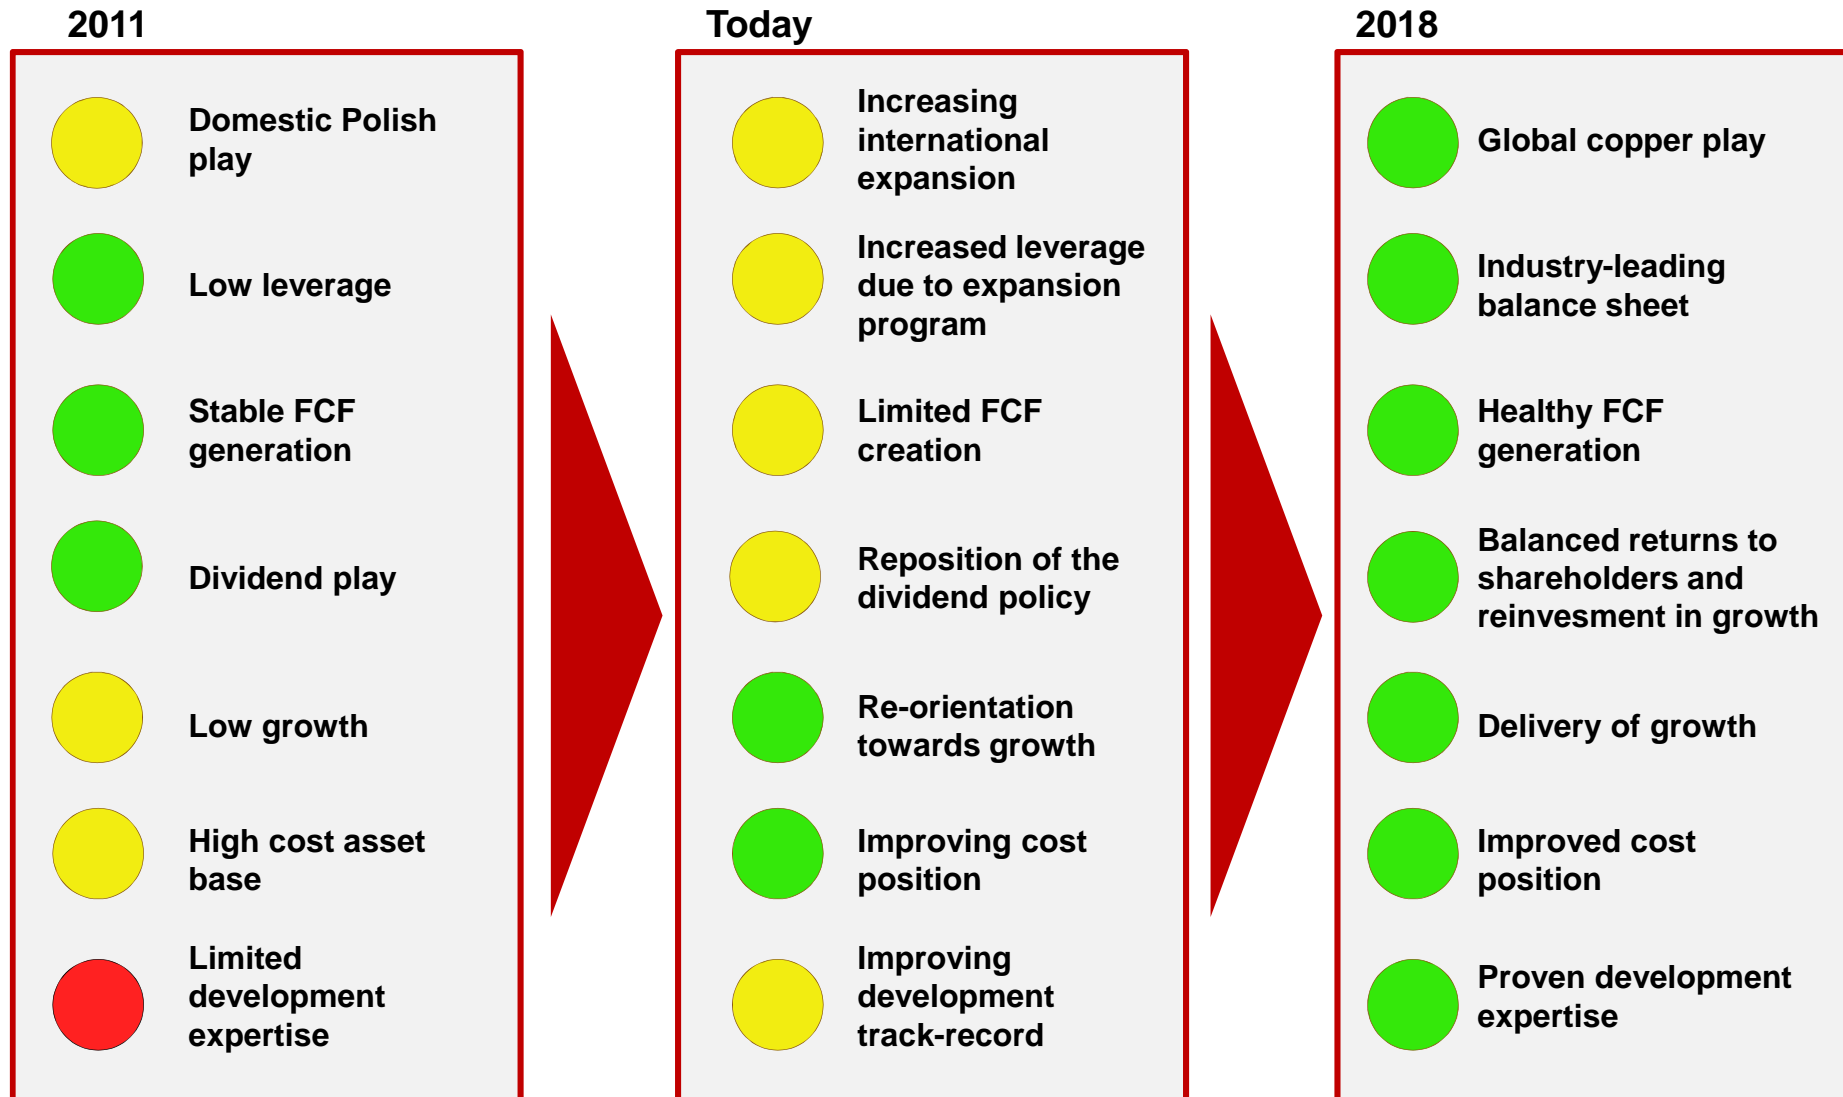 2011
Domestic Polish
play
Low leverage
Stable FCF
generation
Dividend play
Low growth
High cost asset
base
Limited
development
expertise
Today
Increasing
international
expansion
Increased leverage
due to expansion
program
Limited FCF
creation
Reposition of the
dividend policy
Re-orientation
towards growth
Improving cost
position
Improving
development
track-record
2018
Global copper play
Industry-leading
balance sheet
Healthy FCF
generation
Balanced returns to
shareholders and
reinvesment in growth
Delivery of growth
Improved cost
position
Proven development
expertise